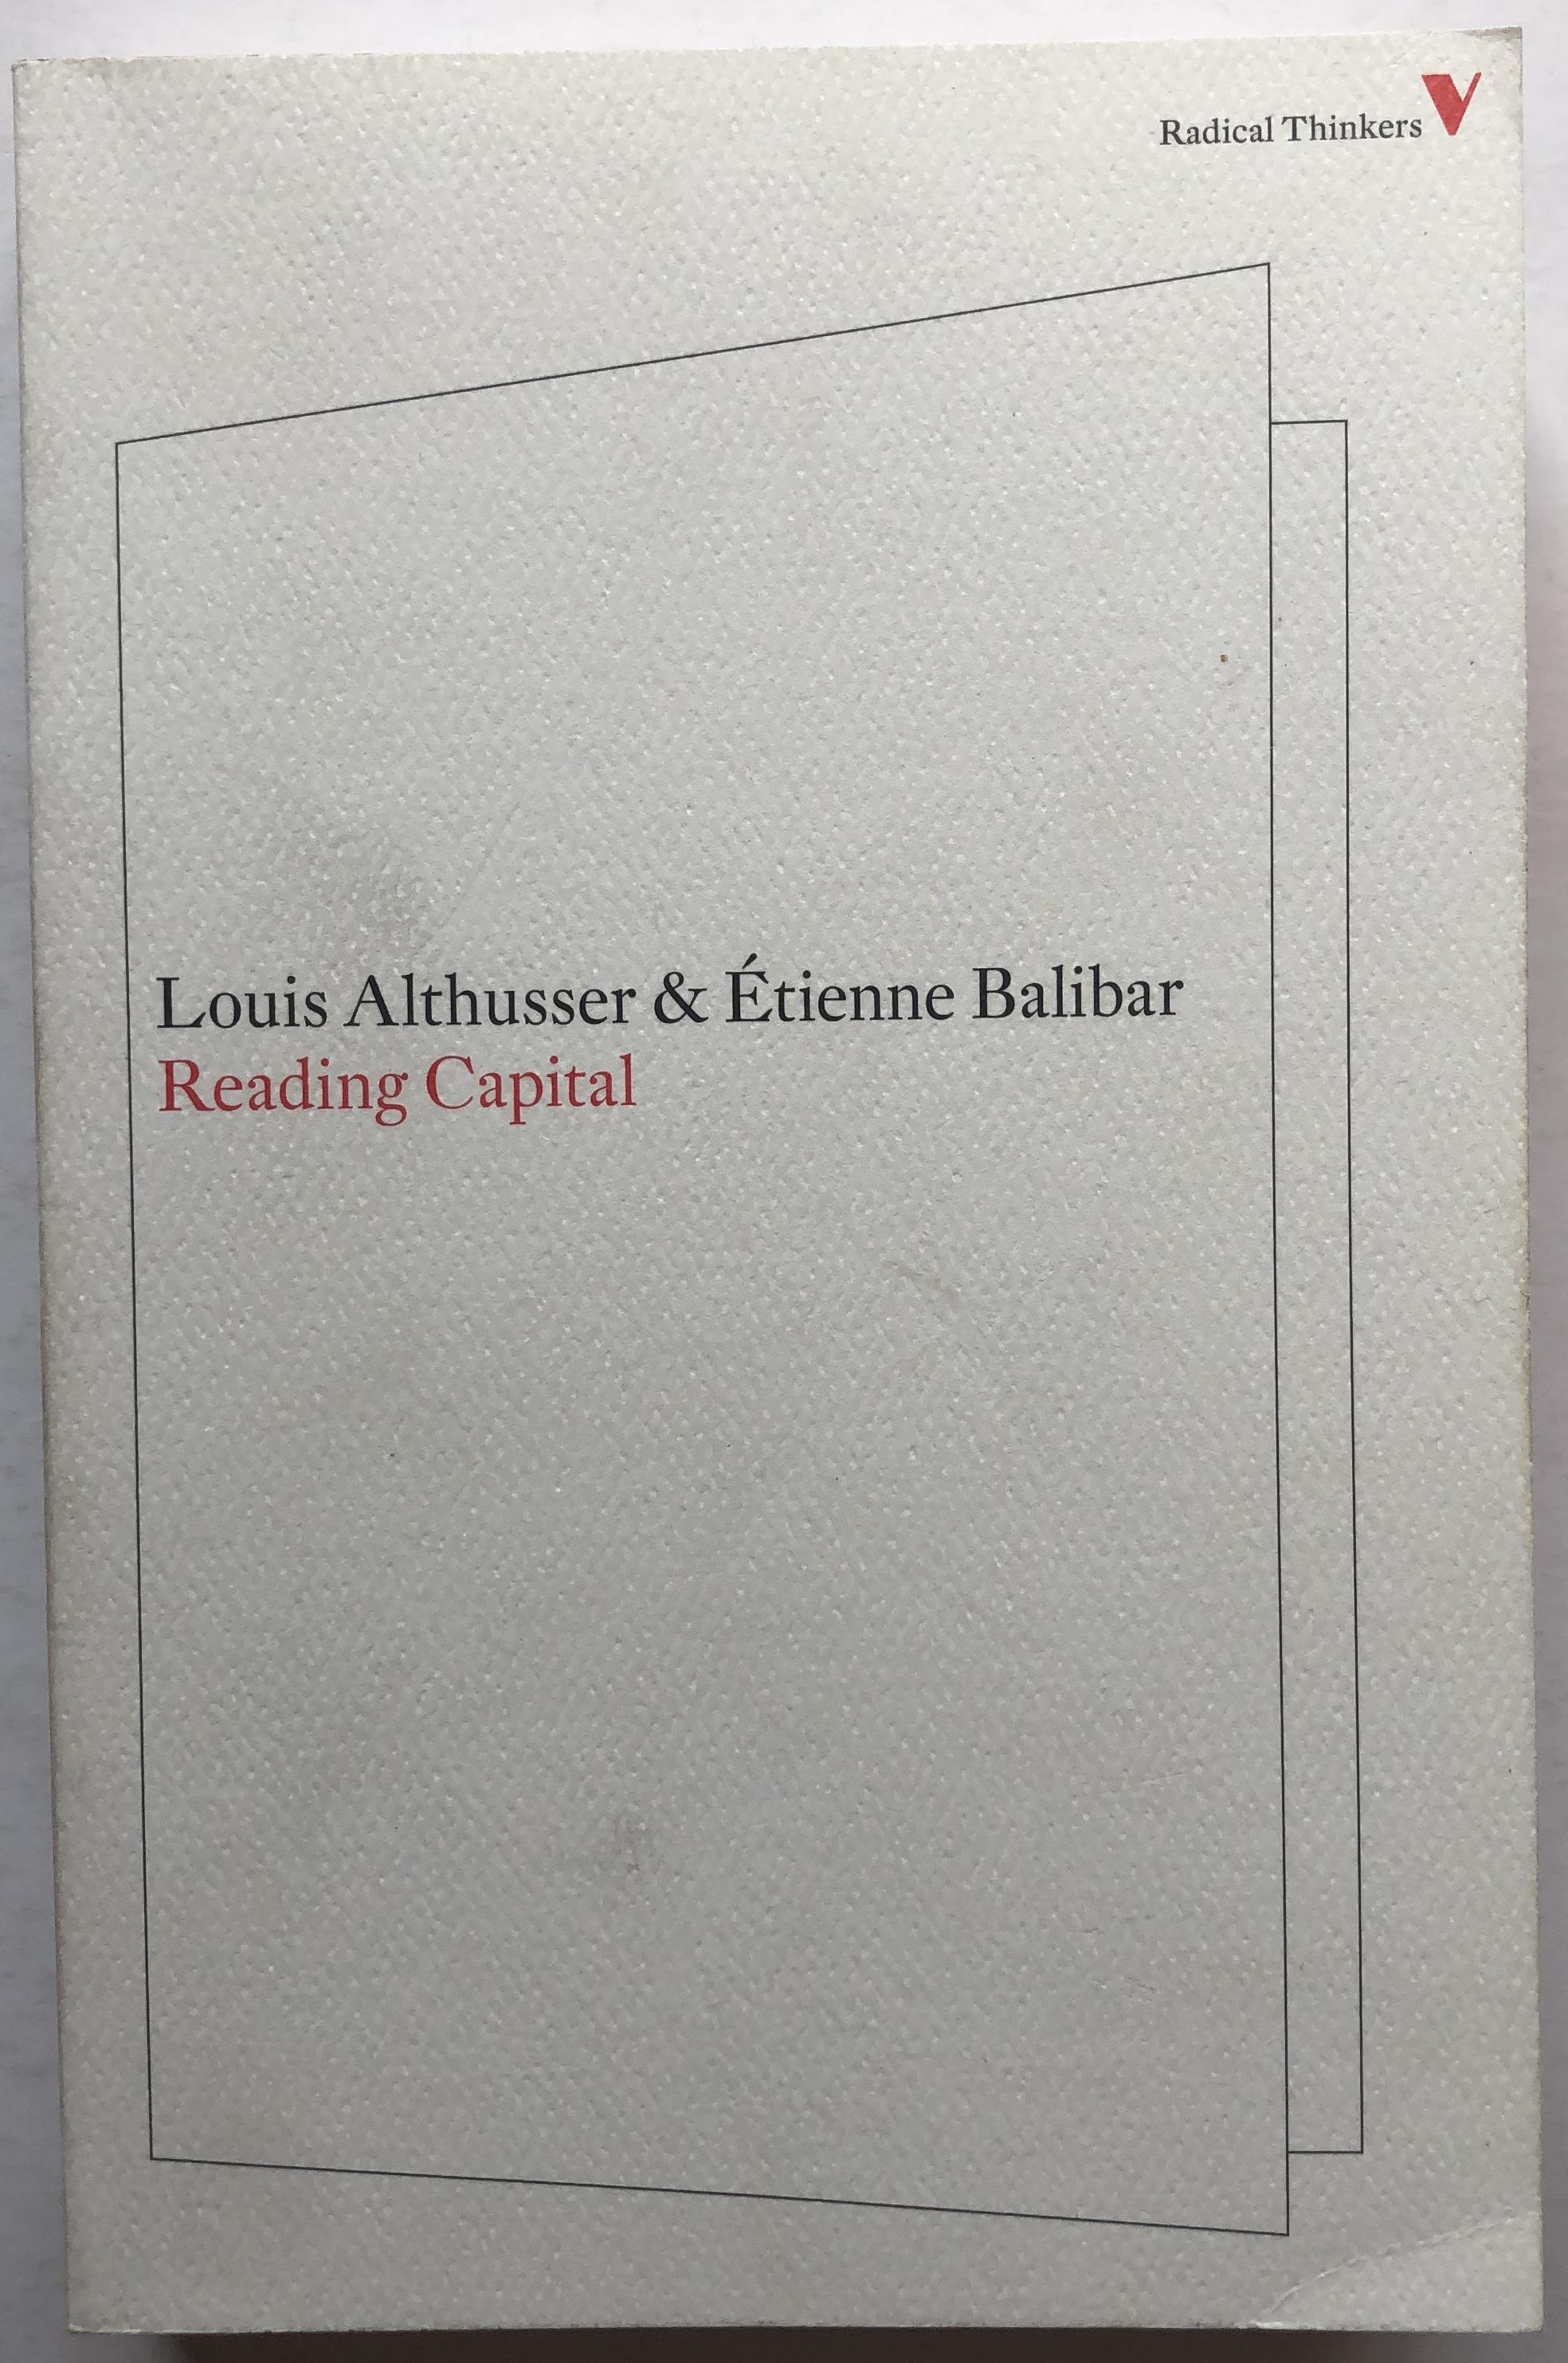 Radical Thinkers
Louis Althusser & Étienne Balibar
Reading Capital